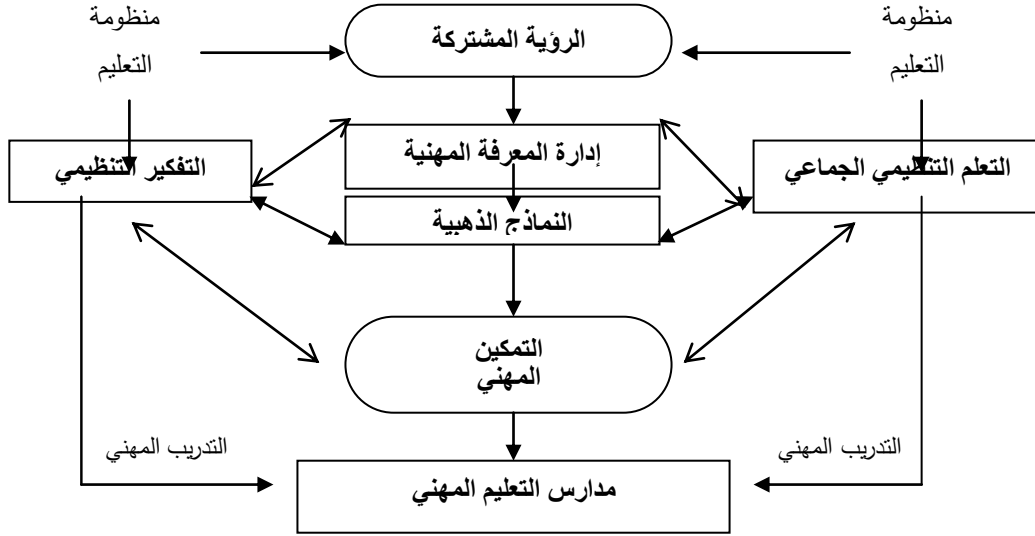 منظومة
التعليم
الرؤية المشتركة
منظومة
التعليم
إدارة المعرفة المهنية
التعلم التنظيمي الجماعي
التفكير التنظيمي
النماذج الذهبية
التمكين
المهني
التدريب المهني
التدريب المهني
مدارس التعليم المهني